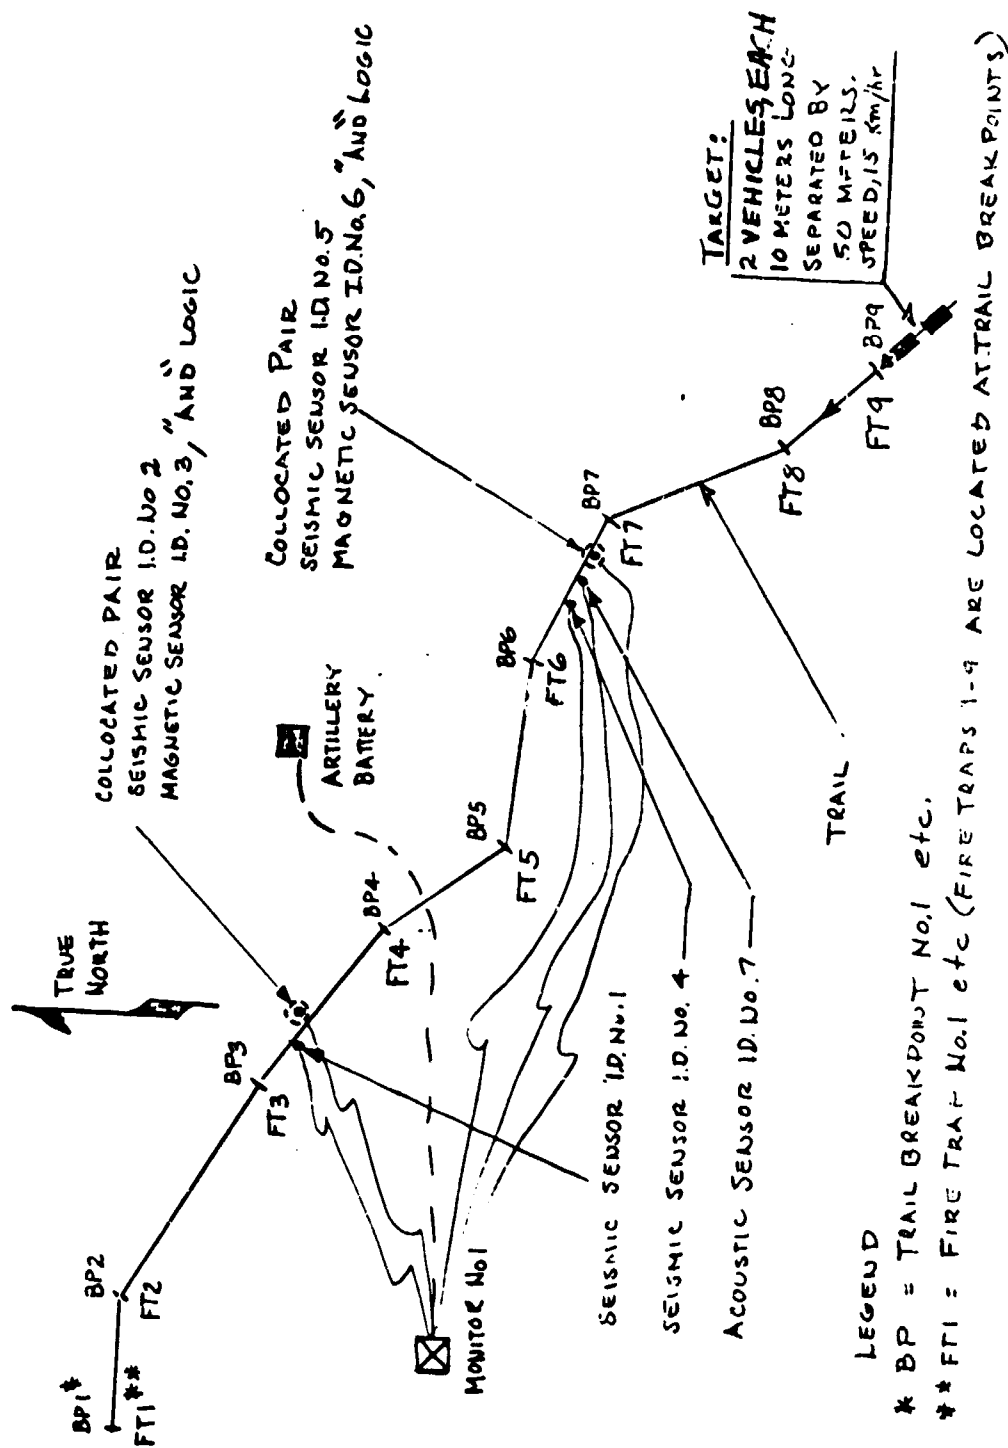 COLLOCATED PAIR
SEISMIC SENSOR I.D. No 2
MAGNETIC SENSOR I.D. No. 3, "AND" LOGIC
COLLOCATED PAIR
SEISMIC SENSOR I.D. No. 5
MAGNETIC SENSOR I.D. No. 6, "AND" LOGIC
TRUE
NORTH
ARTILLERY
BATTERY
TARGET:
2 VEHICLES, EACH
10 METERS LONG
SEPARATED BY
50 METERS.
SPEED, 15 Km/hr
BP1*
FT1**
BP2
FT2
BP3
FT3
BP4
FT4
BP5
FT5
BP6
FT6
BP7
FT7
BP8
FT8
BP9
FT9
MONITOR No1
SEISMIC SENSOR I.D. No. 1
SEISMIC SENSOR I.D. No. 4
ACOUSTIC SENSOR I.D. No. 7
TRAIL
LEGEND
* BP = TRAIL BREAKPOINT No. 1 etc.
** FT1 = FIRE TRAP No. 1 etc (FIRE TRAPS 1-9 ARE LOCATED AT TRAIL BREAKPOINTS)